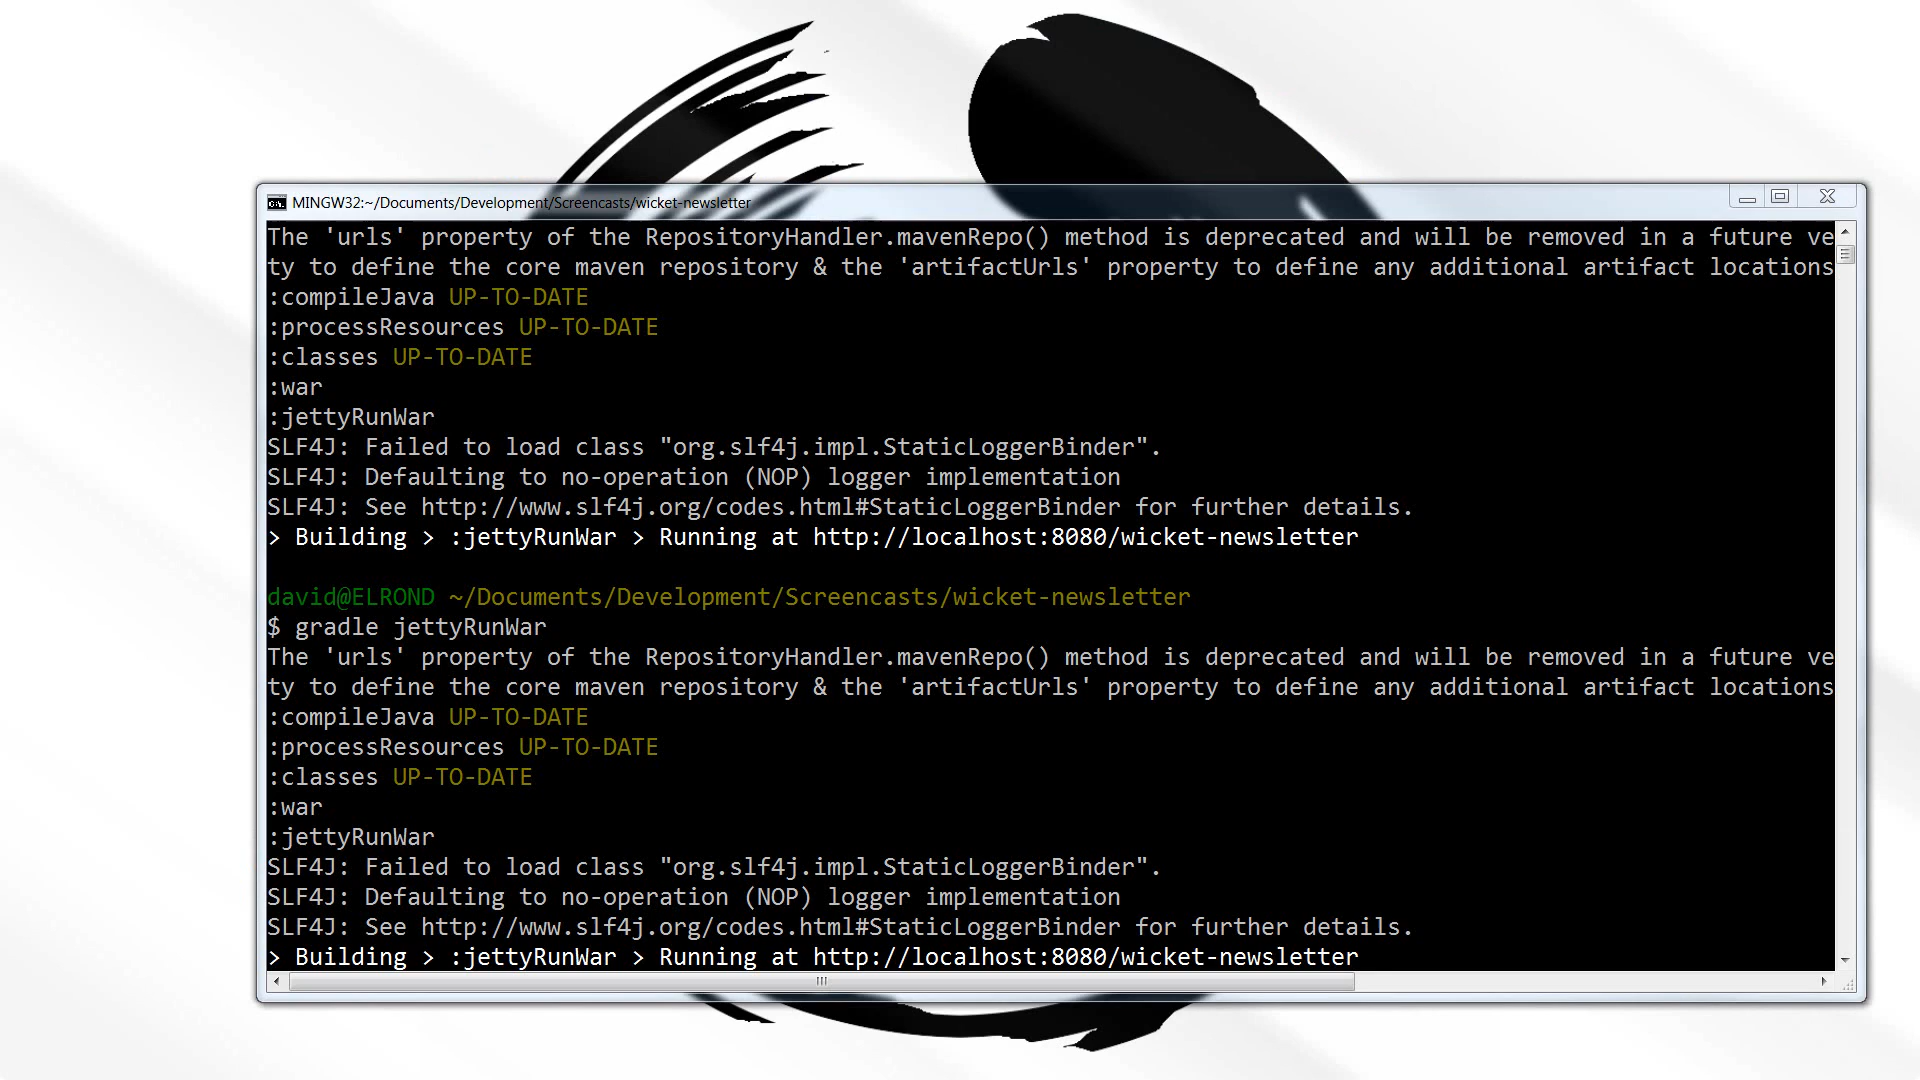 MINGW32:~/Documents/Development/Screencasts/wicket-newsletter
The 'urls' property of the RepositoryHandler.mavenRepo() method is deprecated and will be removed in a future ve
ty to define the core maven repository & the 'artifactUrls' property to define any additional artifact locations
:compileJava UP-TO-DATE
:processResources UP-TO-DATE
:classes UP-TO-DATE
:war
:jettyRunWar
SLF4J: Failed to load class "org.slf4j.impl.StaticLoggerBinder".
SLF4J: Defaulting to no-operation (NOP) logger implementation
SLF4J: See http://www.slf4j.org/codes.html#StaticLoggerBinder for further details.
> Building > :jettyRunWar > Running at http://localhost:8080/wicket-newsletter
david@ELROND ~/Documents/Development/Screencasts/wicket-newsletter
$ gradle jettyRunWar
The 'urls' property of the RepositoryHandler.mavenRepo() method is deprecated and will be removed in a future ve
ty to define the core maven repository & the 'artifactUrls' property to define any additional artifact locations
:compileJava UP-TO-DATE
:processResources UP-TO-DATE
:classes UP-TO-DATE
:war
:jettyRunWar
SLF4J: Failed to load class "org.slf4j.impl.StaticLoggerBinder".
SLF4J: Defaulting to no-operation (NOP) logger implementation
SLF4J: See http://www.slf4j.org/codes.html#StaticLoggerBinder for further details.
> Building > :jettyRunWar > Running at http://localhost:8080/wicket-newsletter